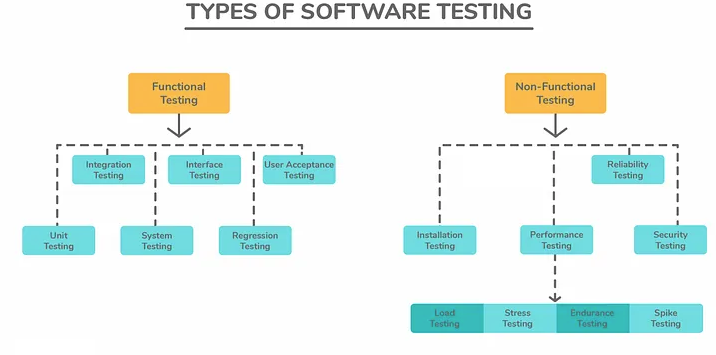 TYPES OF SOFTWARE TESTING
Functional
Testing
Integration
Testing
Interface
Testing
User Acceptance
Testing
Unit
Testing
System
Testing
Regression
Testing
Non-Functional
Testing
Reliability
Testing
Installation
Testing
Performance
Testing
Security
Testing
Load
Testing
Stress
Testing
Endurance
Testing
Spike
Testing